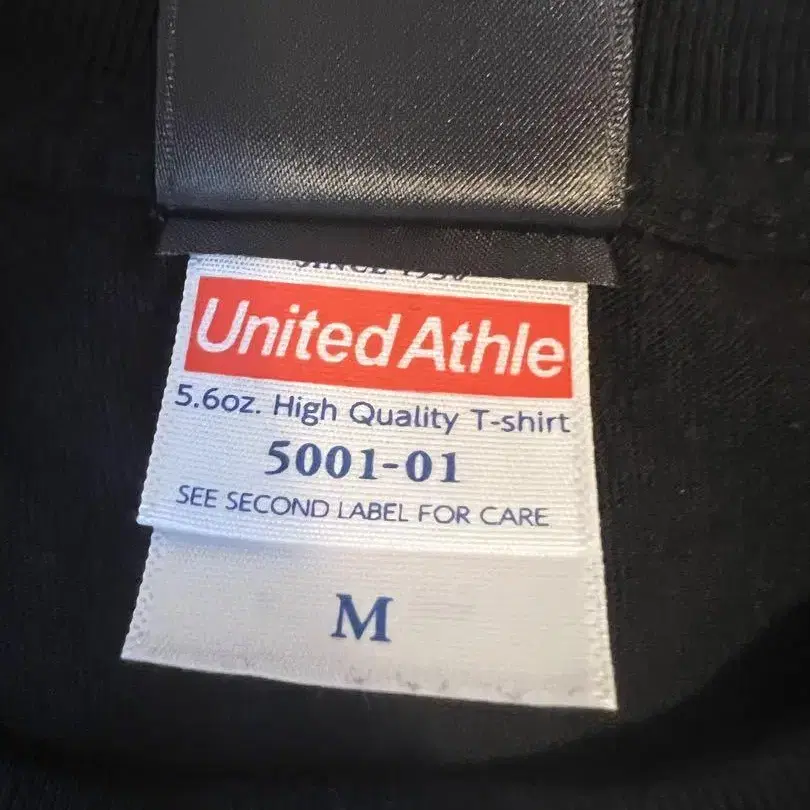 United Athle
5.6oz. High Quality T-shirt
5001-01
SEE SECOND LABEL FOR CARE
M